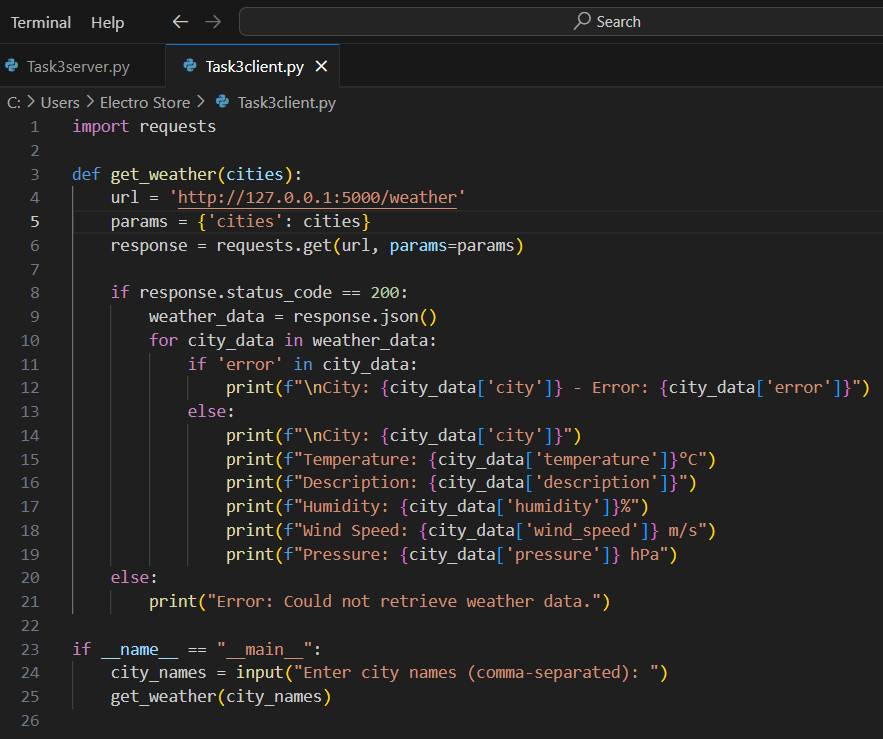 Terminal Help Search
Task3server.py Task3client.py
C: > Users > Electro Store > Task3client.py
1 import requests
2
3 def get_weather(cities):
4     url = 'http://127.0.0.1:5000/weather'
5     params = {'cities': cities}
6     response = requests.get(url, params=params)
7
8     if response.status_code == 200:
9         weather_data = response.json()
10         for city_data in weather_data:
11             if 'error' in city_data:
12                 print(f"\nCity: {city_data['city']} - Error: {city_data['error']}")
13             else:
14                 print(f"\nCity: {city_data['city']}")
15                 print(f"Temperature: {city_data['temperature']}°C")
16                 print(f"Description: {city_data['description']}")
17                 print(f"Humidity: {city_data['humidity']}%")
18                 print(f"Wind Speed: {city_data['wind_speed']} m/s")
19                 print(f"Pressure: {city_data['pressure']} hPa")
20     else:
21         print("Error: Could not retrieve weather data.")
22
23 if __name__ == "__main__":
24     city_names = input("Enter city names (comma-separated): ")
25     get_weather(city_names)
26